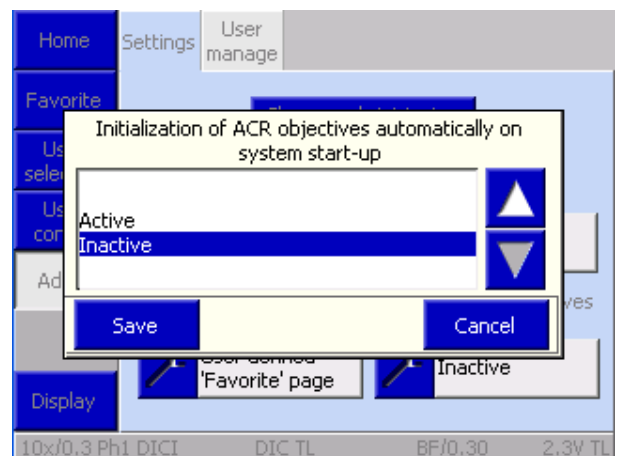 Home
Settings
User
manage
Favorite
Initialization of ACR objectives automatically on
system start-up
Active
Inactive
Save
Cancel
'Favorite' page
Inactive
Display
10x/0.3 Ph1 DICI
DIC TL
BF/0.30
2.3V TL